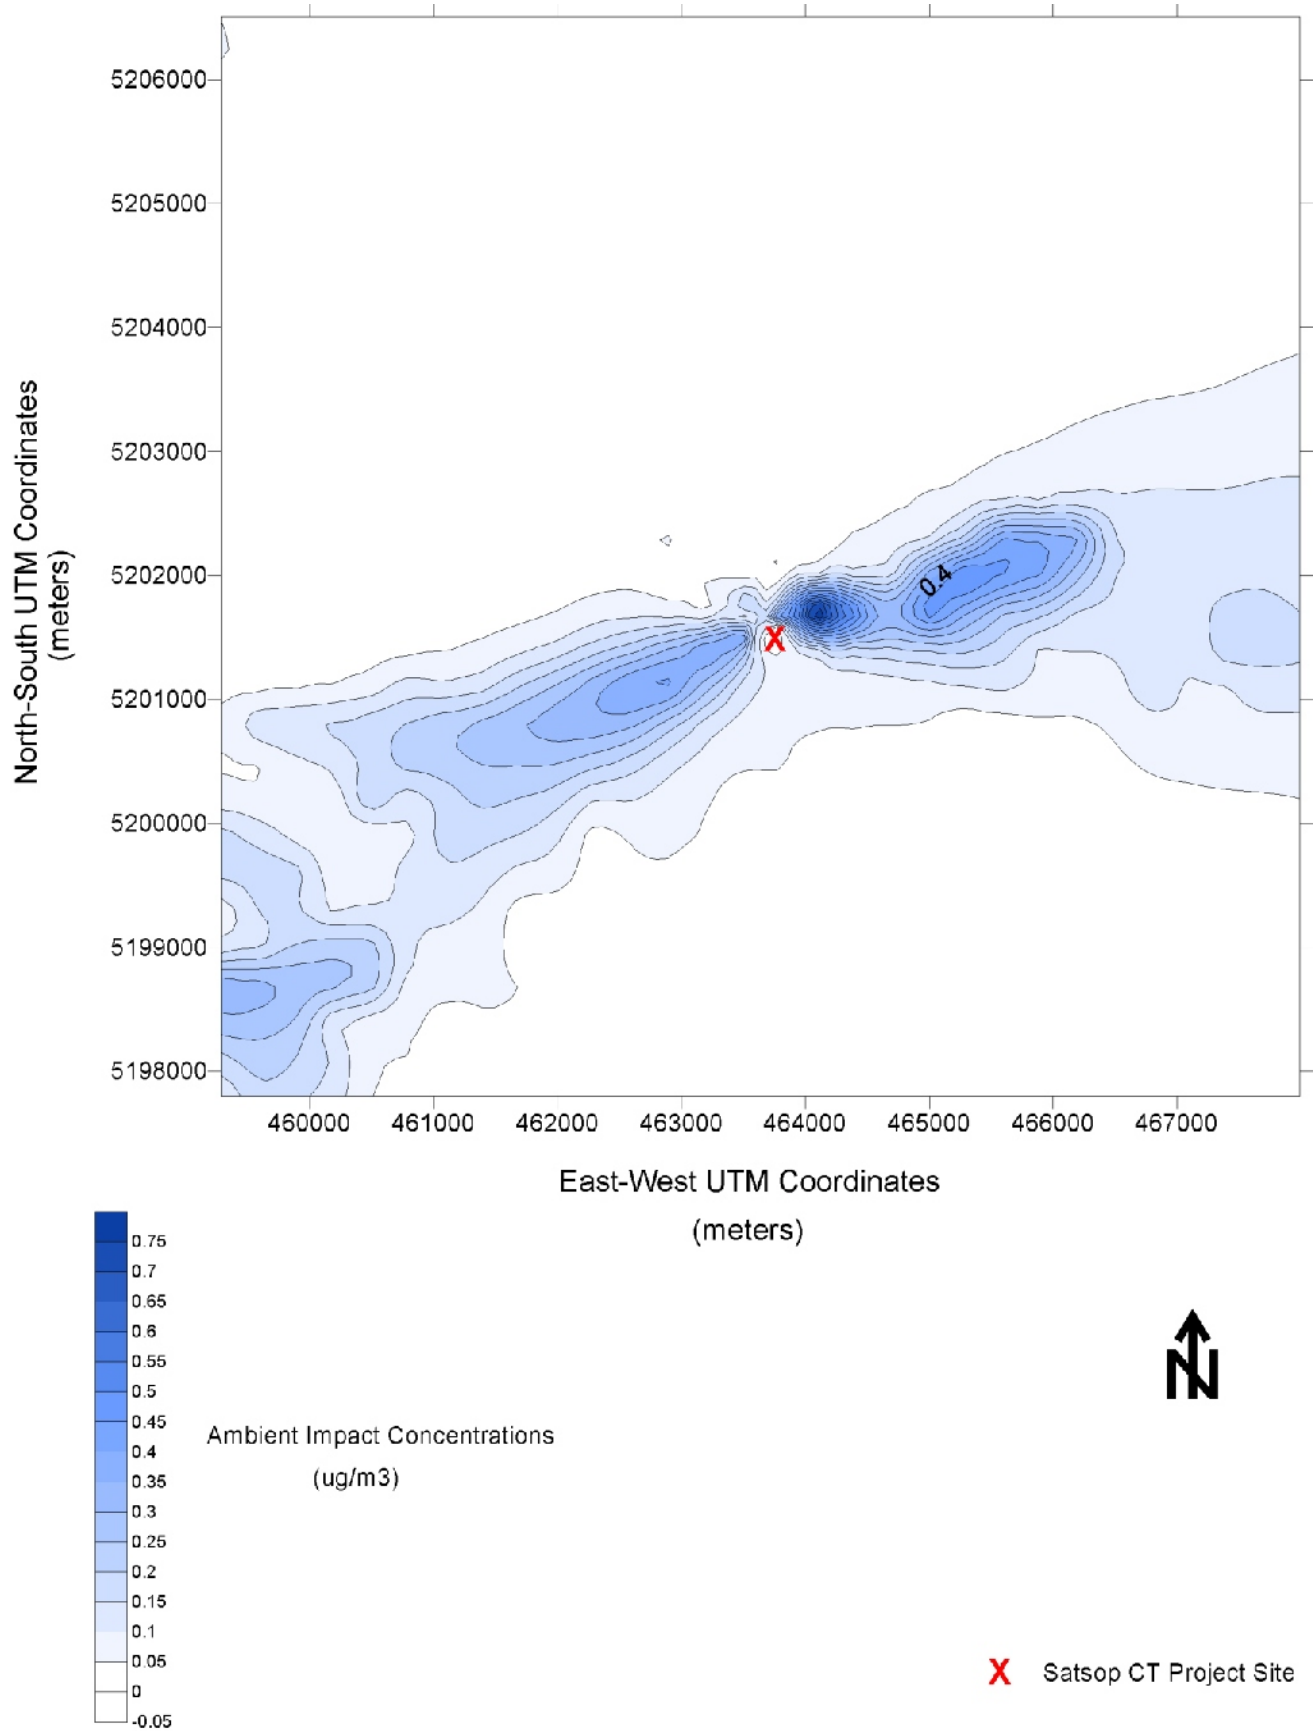 5206000
5205000
5204000
5203000
5202000
5201000
5200000
5199000
5198000
North-South UTM Coordinates
(meters)
0.4
X
460000 461000 462000 463000 464000 465000 466000 467000
East-West UTM Coordinates
(meters)
0.75
0.7
0.65
0.6
0.55
0.5
0.45
0.4
0.35
0.3
0.25
0.2
0.15
0.1
0.05
0
-0.05
Ambient Impact Concentrations
(ug/m3)
N
X Satsop CT Project Site